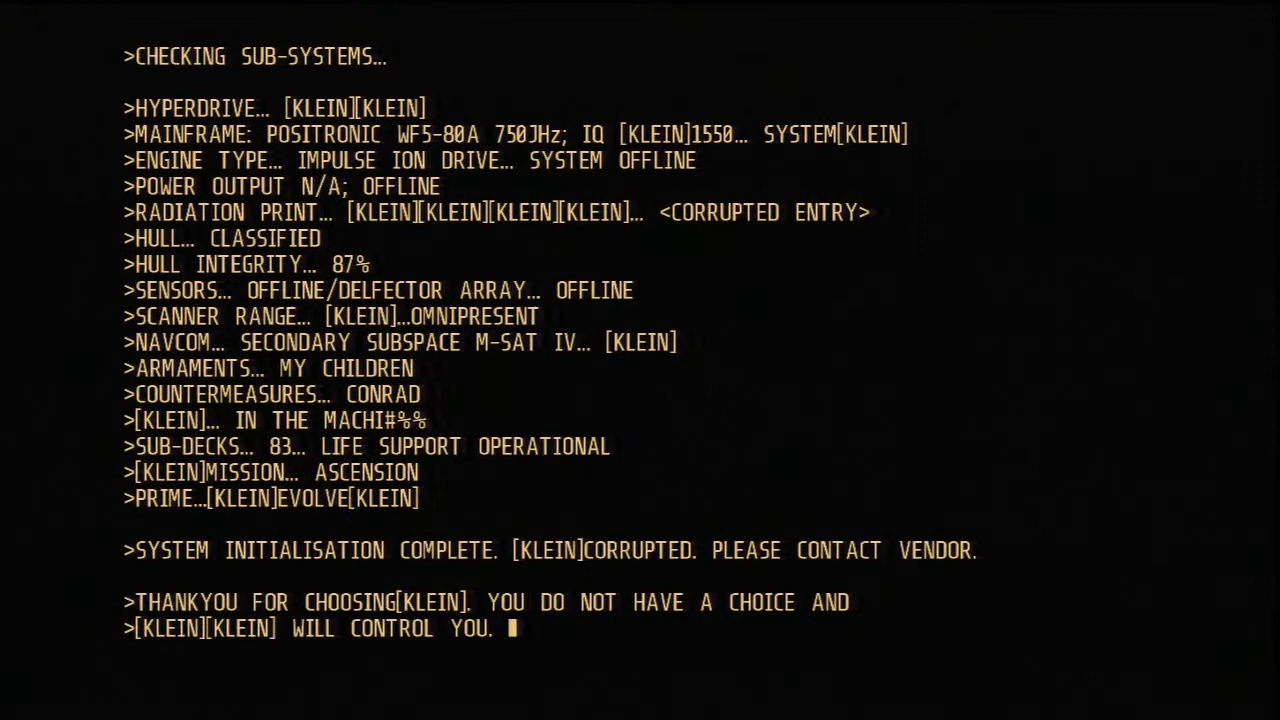 >CHECKING SUB-SYSTEMS...
>HYPERDRIVE... [KLEIN][KLEIN]
>MAINFRAME: POSITRONIC WF5-80A 750JHz; IQ [KLEIN]1550... SYSTEM[KLEIN]
>ENGINE TYPE... IMPULSE ION DRIVE... SYSTEM OFFLINE
>POWER OUTPUT N/A; OFFLINE
>RADIATION PRINT... [KLEIN][KLEIN][KLEIN][KLEIN]... <CORRUPTED ENTRY>
>HULL... CLASSIFIED
>HULL INTEGRITY... 87%
>SENSORS... OFFLINE/DELFECTOR ARRAY... OFFLINE
>SCANNER RANGE... [KLEIN]...OMNIPRESENT
>NAVCOM... SECONDARY SUBSPACE M-SAT IV... [KLEIN]
>ARMAMENTS... MY CHILDREN
>COUNTERMEASURES... CONRAD
>[KLEIN]... IN THE MACHI#%%
>SUB-DECKS... 83... LIFE SUPPORT OPERATIONAL
>[KLEIN]MISSION... ASCENSION
>PRIME...[KLEIN]EVOLVE[KLEIN]
>SYSTEM INITIALISATION COMPLETE. [KLEIN]CORRUPTED. PLEASE CONTACT VENDOR.
>THANKYOU FOR CHOOSING[KLEIN]. YOU DO NOT HAVE A CHOICE AND
>[KLEIN][KLEIN] WILL CONTROL YOU.